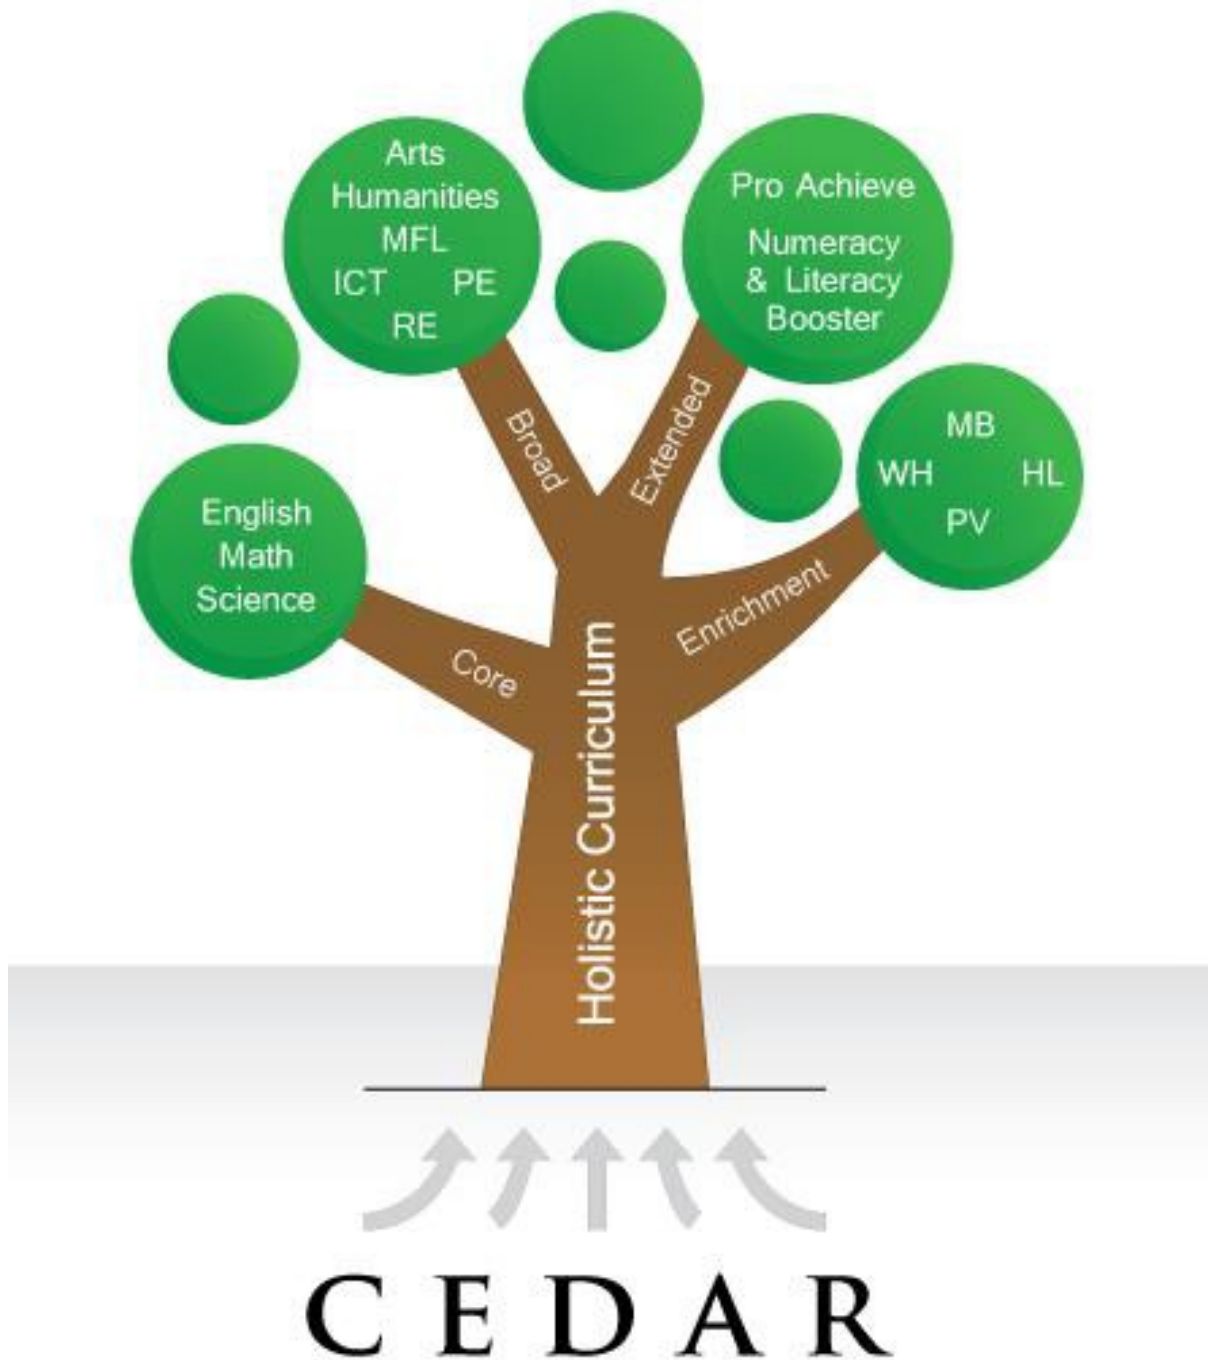 Arts
Humanities
MFL
ICT PE
RE
Pro Achieve
Numeracy
& Literacy
Booster
English
Math
Science
MB
WH HL
PV
Broad
Extended
Core
Enrichment
Holistic Curriculum
CEDAR